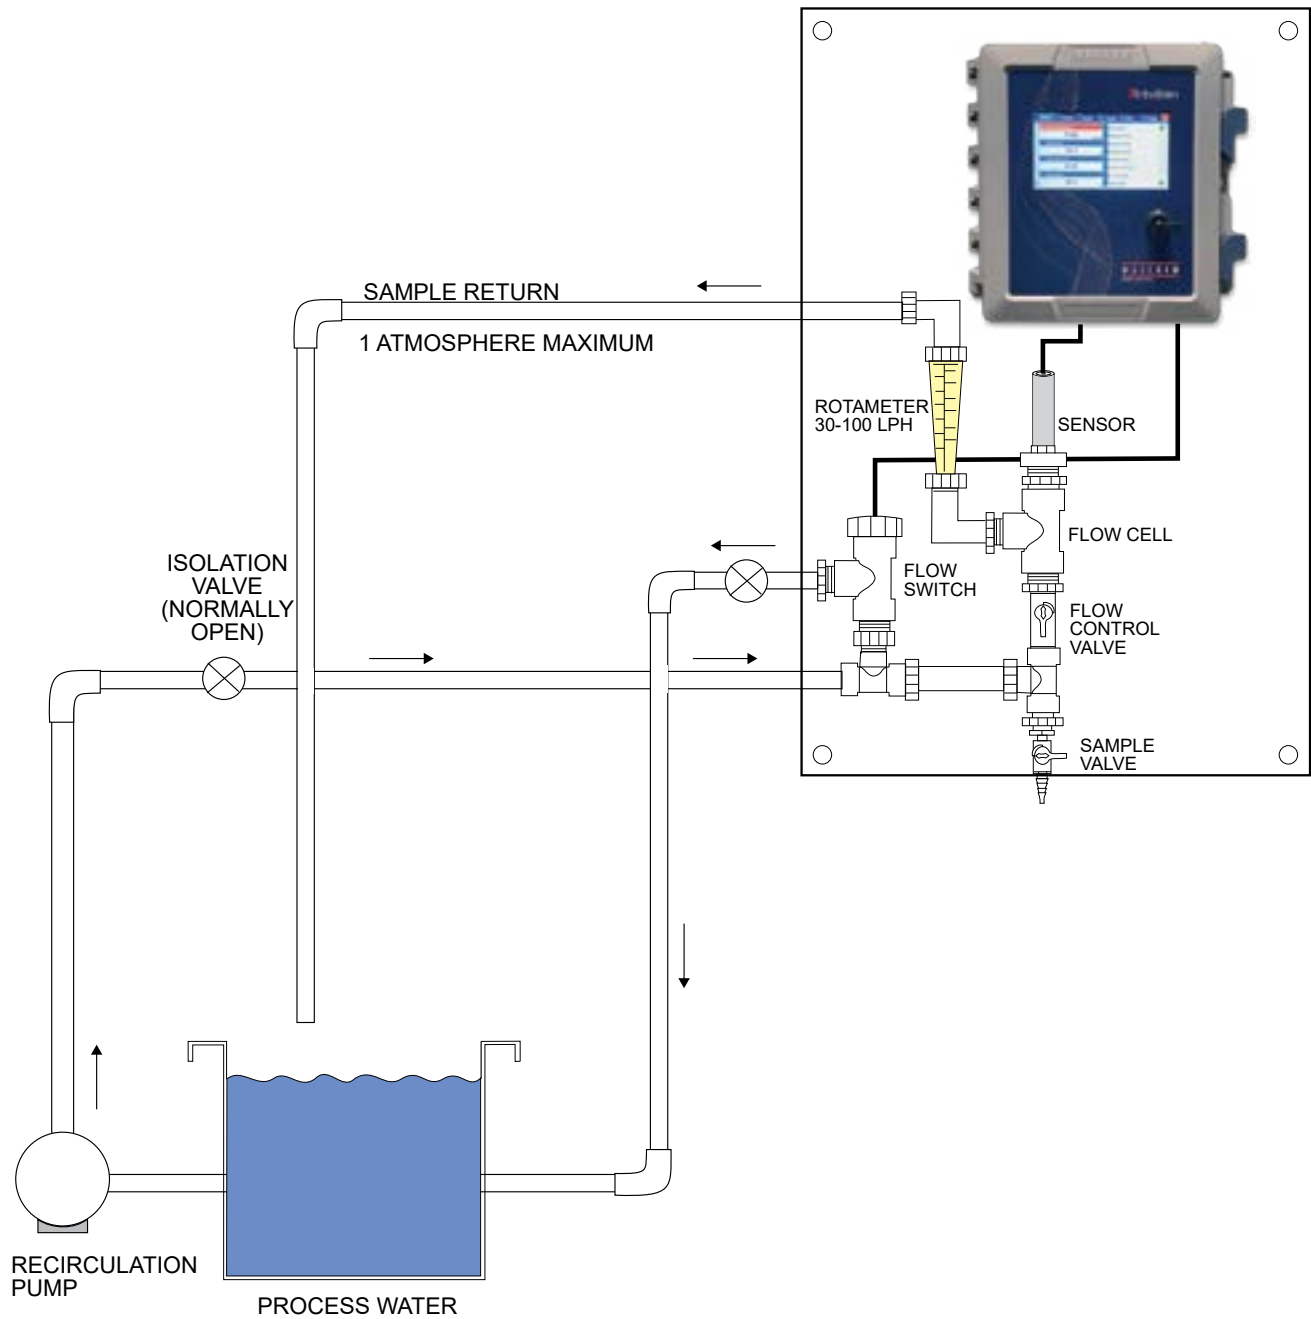 SAMPLE RETURN
1 ATMOSPHERE MAXIMUM
ROTAMETER
30-100 LPH
SENSOR
FLOW CELL
FLOW
SWITCH
ISOLATION
VALVE
(NORMALLY
OPEN)
FLOW
CONTROL
VALVE
SAMPLE
VALVE
RECIRCULATION
PUMP
PROCESS WATER